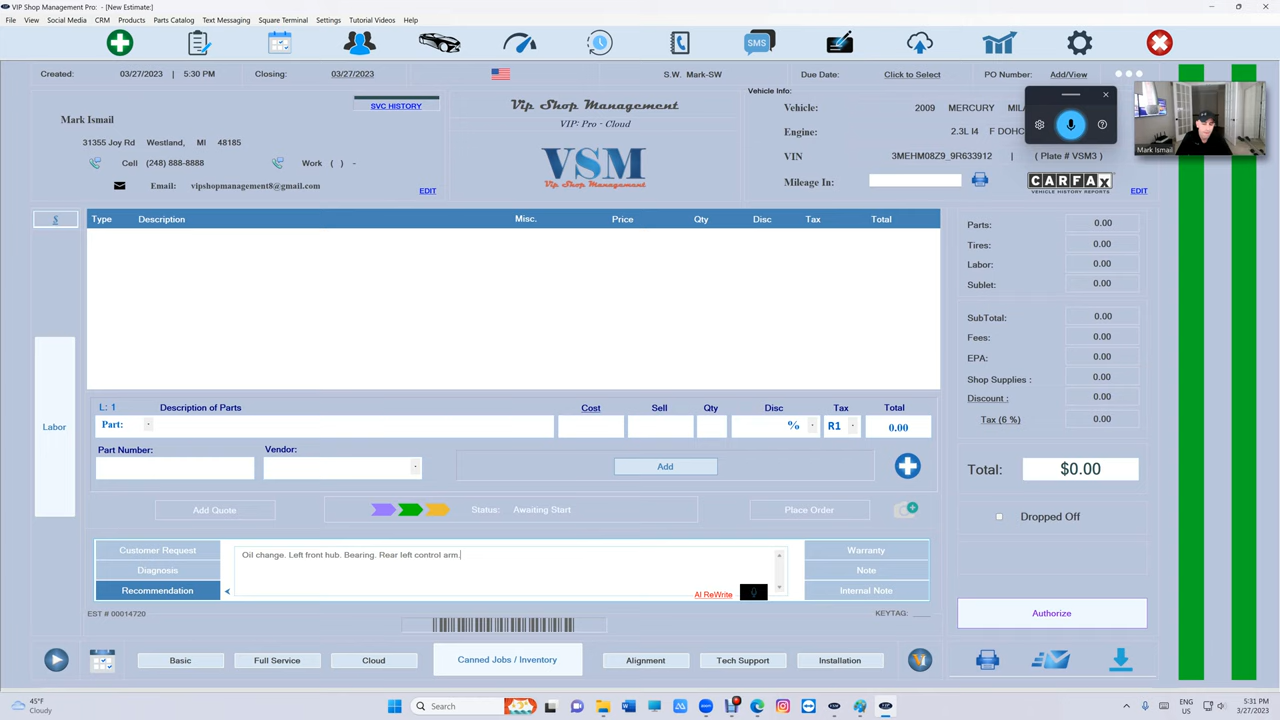 VIP Shop Management Pro: - [New Estimate:]
File View Social Media CRM Products Parts Catalog Text Messaging Square Terminal Settings Tutorial Videos Help
SMS
Created: 03/27/2023 | 5:30 PM Closing: 03/27/2023 S.W. Mark-SW Due Date: Click to Select PO Number: Add/View
Vehicle Info:
SVC HISTORY
Mark Ismail
31355 Joy Rd Westland, MI 48185
Cell (248) 888-8888 Work ( ) -
Email: vipshopmanagement8@gmail.com
EDIT
Vip Shop Management
VIP: Pro - Cloud
VSM
Vip Shop Management
Vehicle: 2009 MERCURY MILA
Engine: 2.3L I4 F DOHC
VIN 3MEHM08Z9_9R633912 | ( Plate # VSM3 )
Mileage In:
CARFAX
VEHICLE HISTORY REPORTS
EDIT
Mark Ismail
$ Type Description Misc. Price Qty Disc Tax Total
Parts: 0.00
Tires: 0.00
Labor: 0.00
Sublet: 0.00
SubTotal: 0.00
Fees: 0.00
EPA: 0.00
Shop Supplies : 0.00
Discount : 0.00
Tax (6 %) 0.00
Total: $0.00
Dropped Off
Authorize
Labor
L: 1 Description of Parts Cost Sell Qty Disc Tax Total
Part: % R1 0.00
Part Number: Vendor:
Add
Add Quote Status: Awaiting Start Place Order
Customer Request
Diagnosis
Recommendation
Oil change. Left front hub. Bearing. Rear left control arm.
AI ReWrite
Warranty
Note
Internal Note
EST # 00014720 KEYTAG: ____
Basic Full Service Cloud Canned Jobs / Inventory Alignment Tech Support Installation
45°F
Cloudy
Search
ENG
US
5:31 PM
3/27/2023